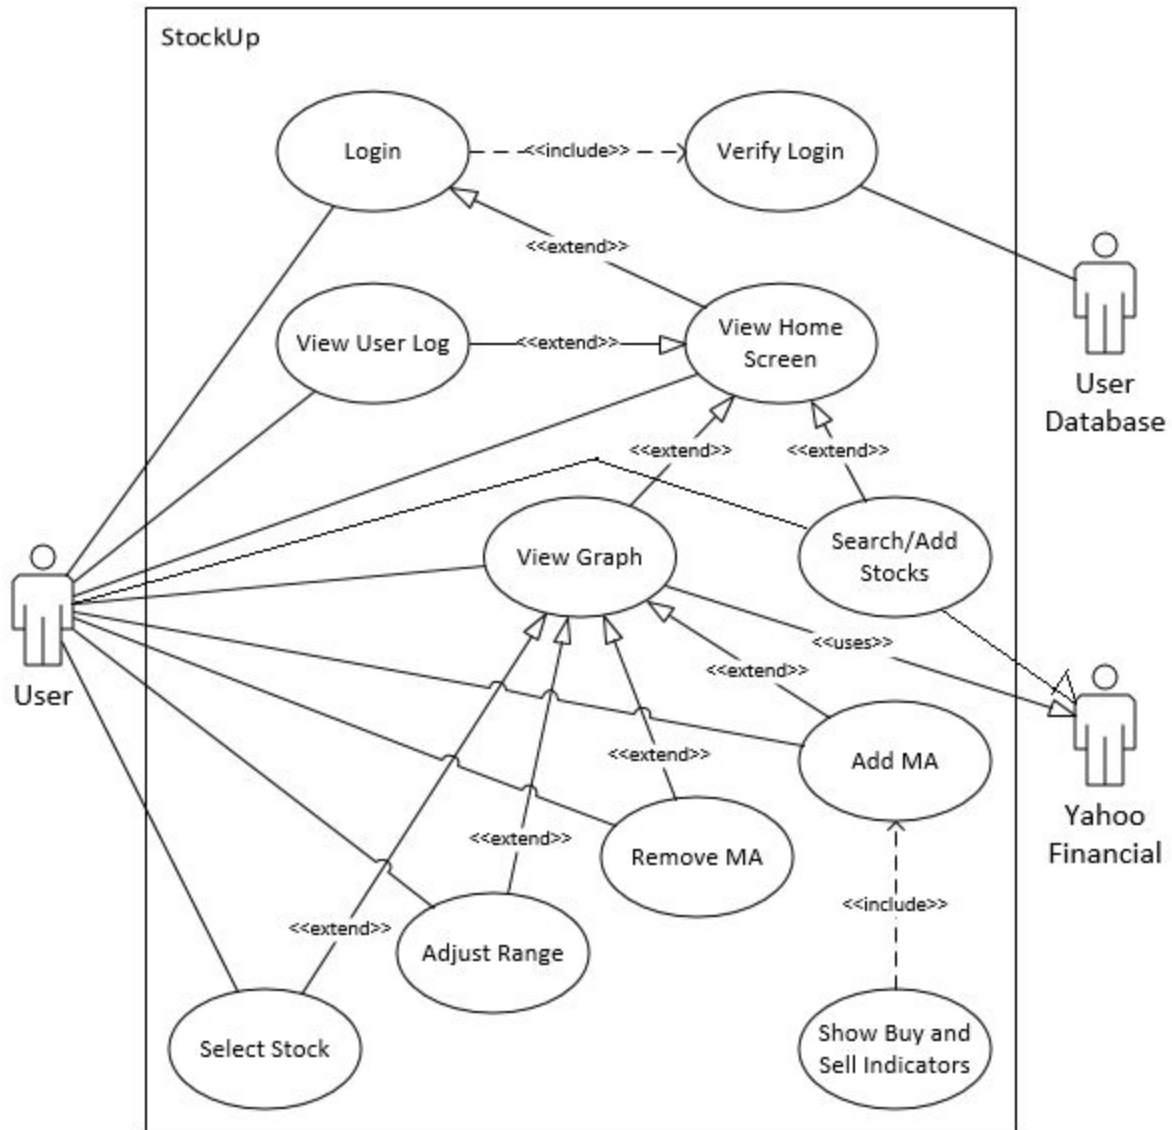 StockUp
Login
<<include>>
Verify Login
<<extend>>
View User Log
<<extend>>
View Home
Screen
User
Database
<<extend>>
<<extend>>
View Graph
Search/Add
Stocks
<<uses>>
<<extend>>
User
<<extend>>
Add MA
Yahoo
Financial
<<extend>>
Remove MA
<<include>>
<<extend>>
Adjust Range
Select Stock
Show Buy and
Sell Indicators